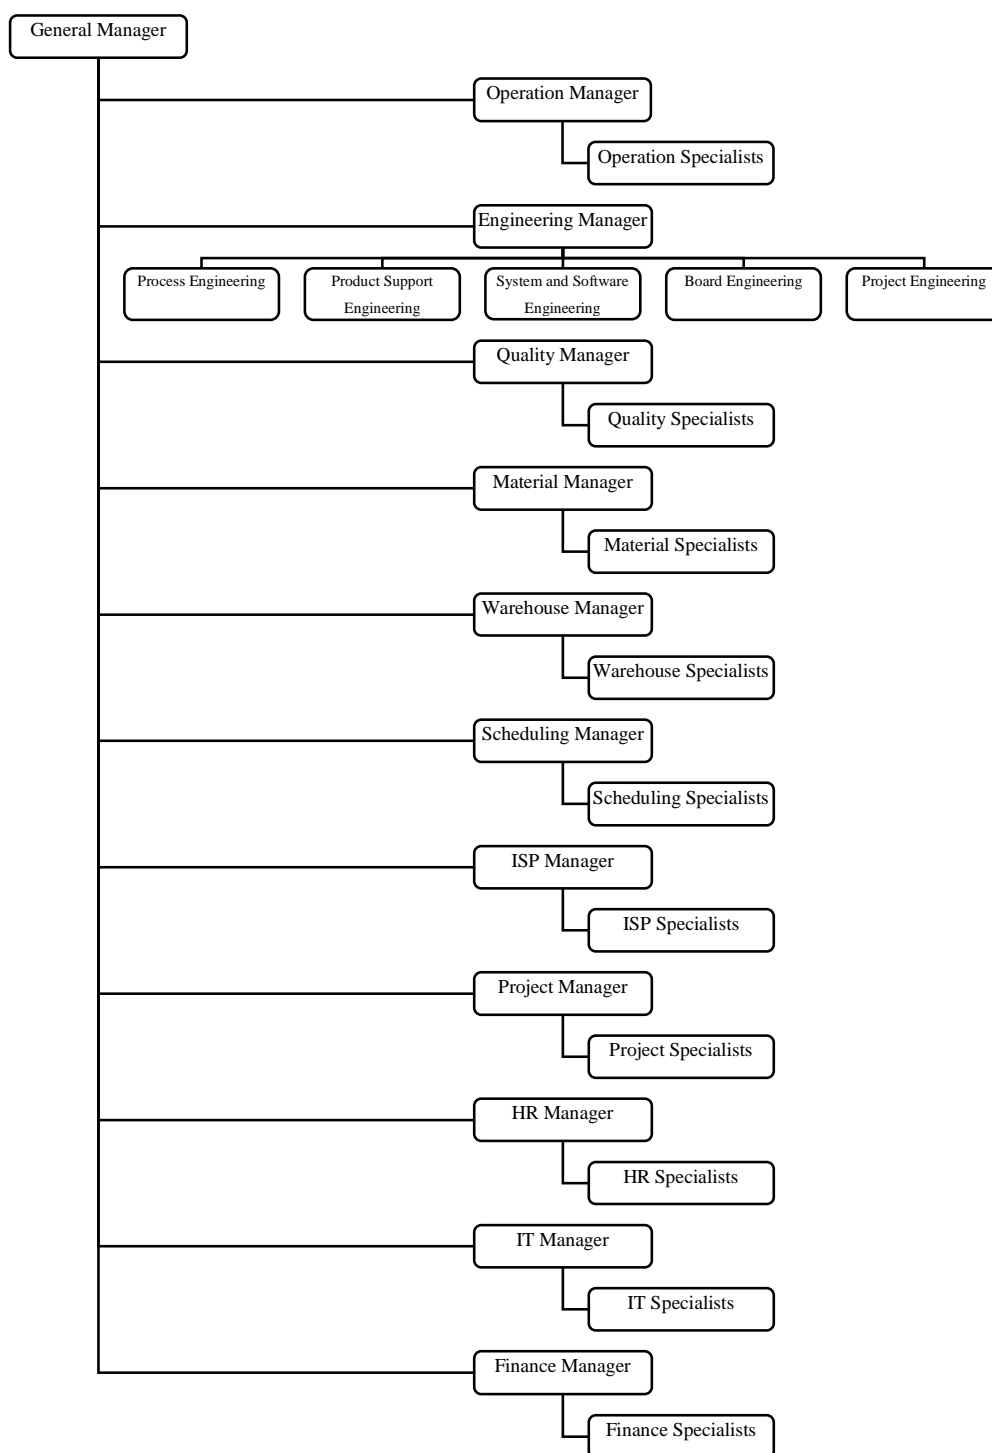 General Manager
Operation Manager
Operation Specialists
Engineering Manager
Process Engineering
Product Support
Engineering
System and Software
Engineering
Board Engineering
Project Engineering
Quality Manager
Quality Specialists
Material Manager
Material Specialists
Warehouse Manager
Warehouse Specialists
Scheduling Manager
Scheduling Specialists
ISP Manager
ISP Specialists
Project Manager
Project Specialists
HR Manager
HR Specialists
IT Manager
IT Specialists
Finance Manager
Finance Specialists